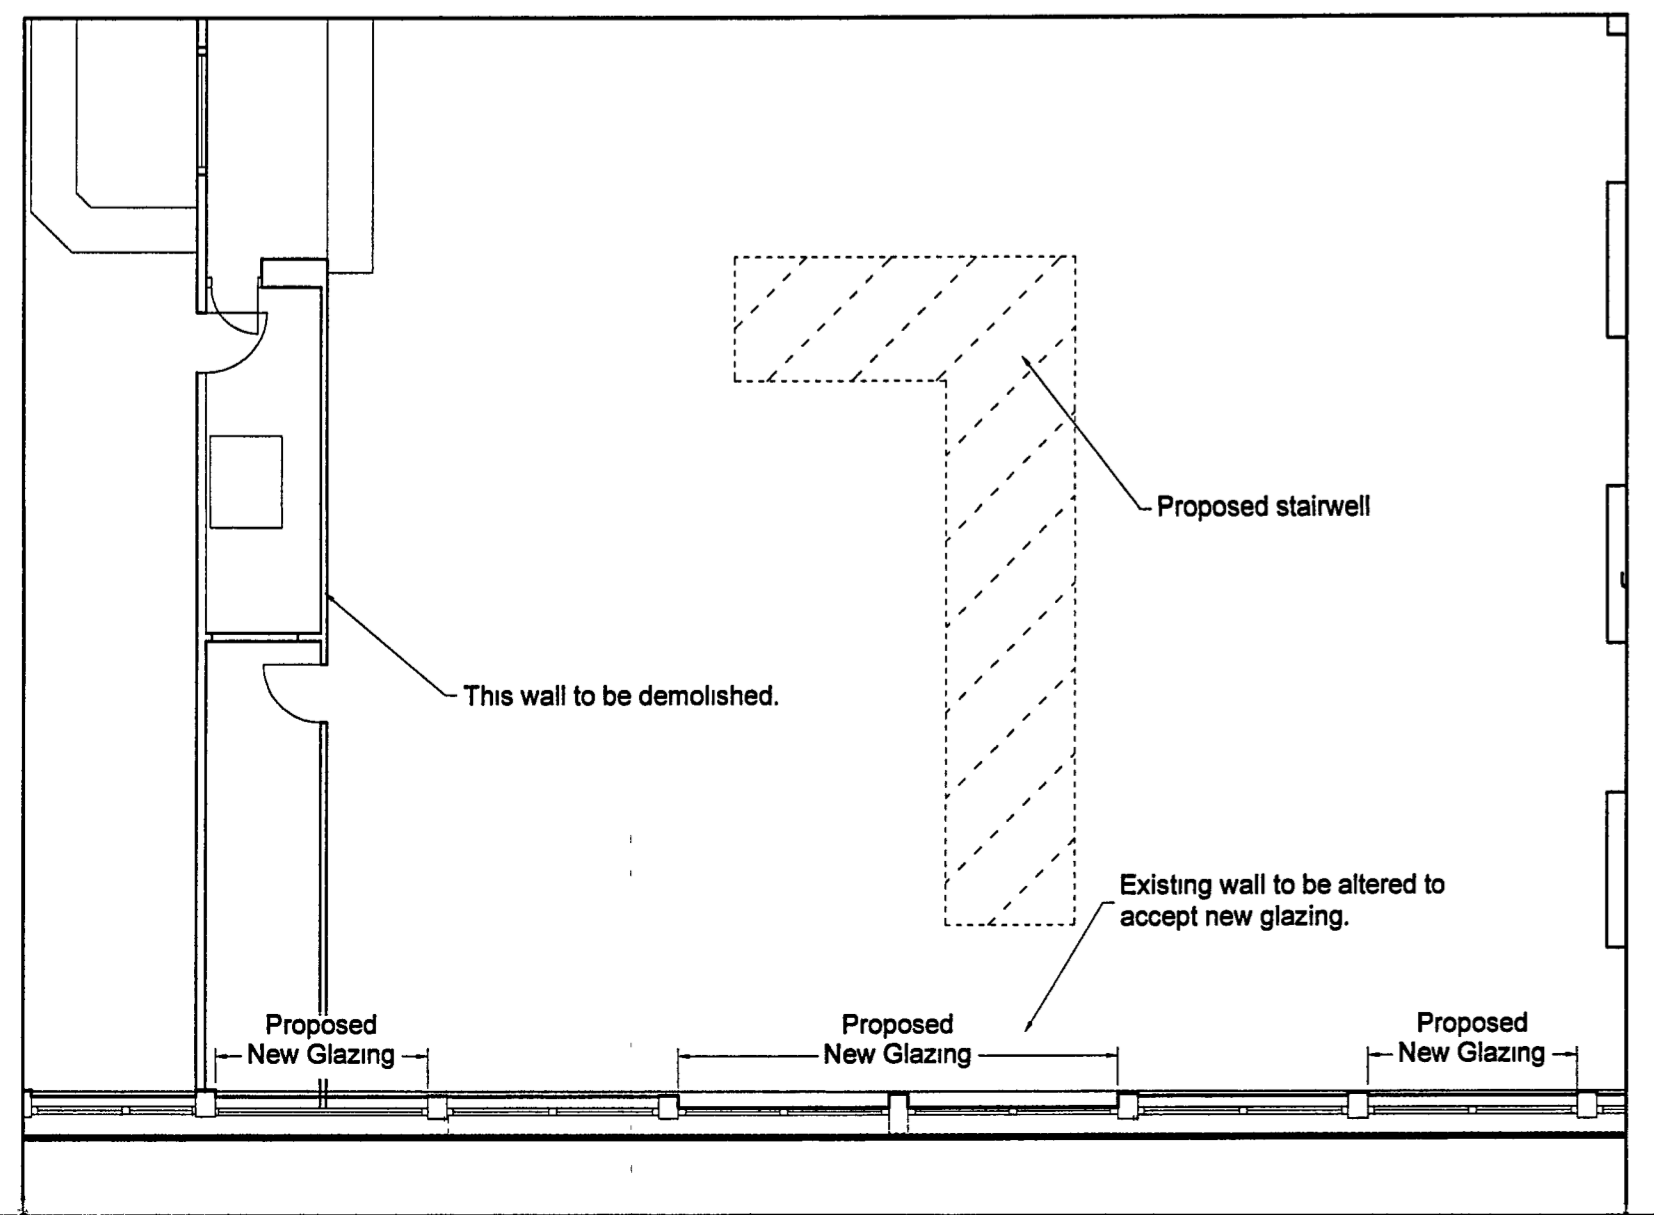 Proposed stairwell
This wall to be demolished.
Existing wall to be altered to
accept new glazing.
Proposed
New Glazing
Proposed
New Glazing
Proposed
New Glazing